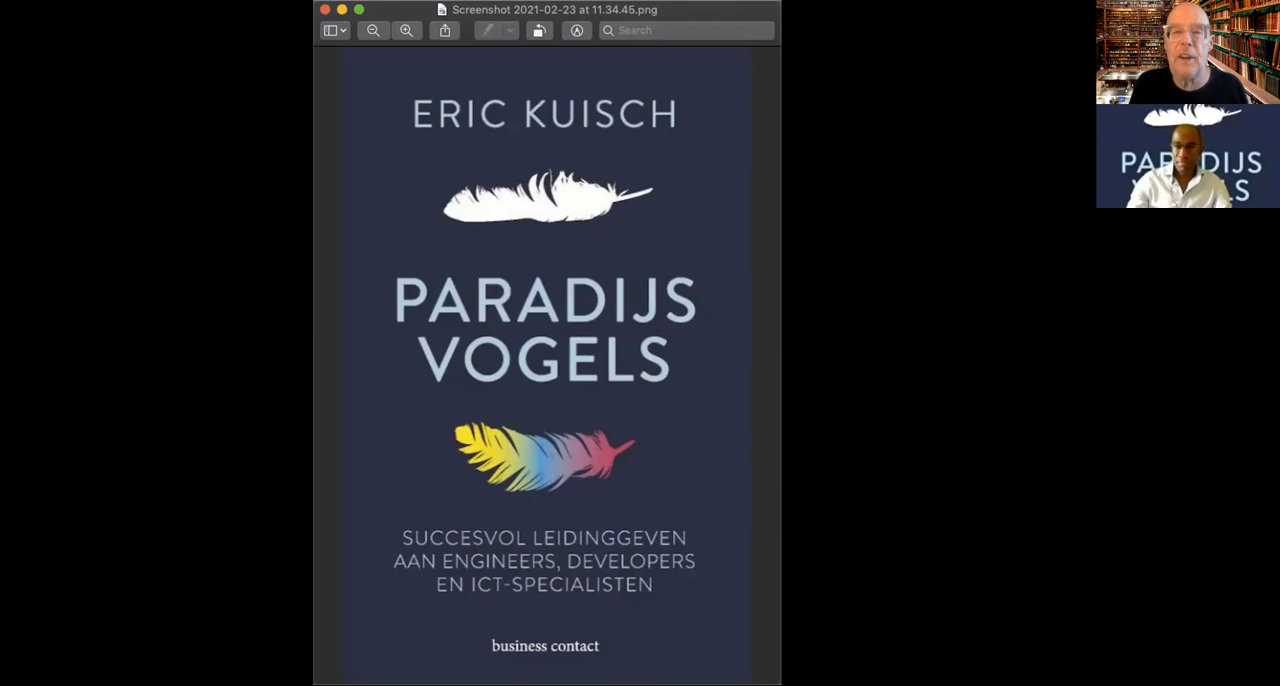 Screenshot 2021-02-23 at 11.34.45.png
Search
ERIC KUISCH
PARADIJS
VOGELS
SUCCESVOL LEIDINGGEVEN
AAN ENGINEERS, DEVELOPERS
EN ICT-SPECIALISTEN
business contact
PARADIJS